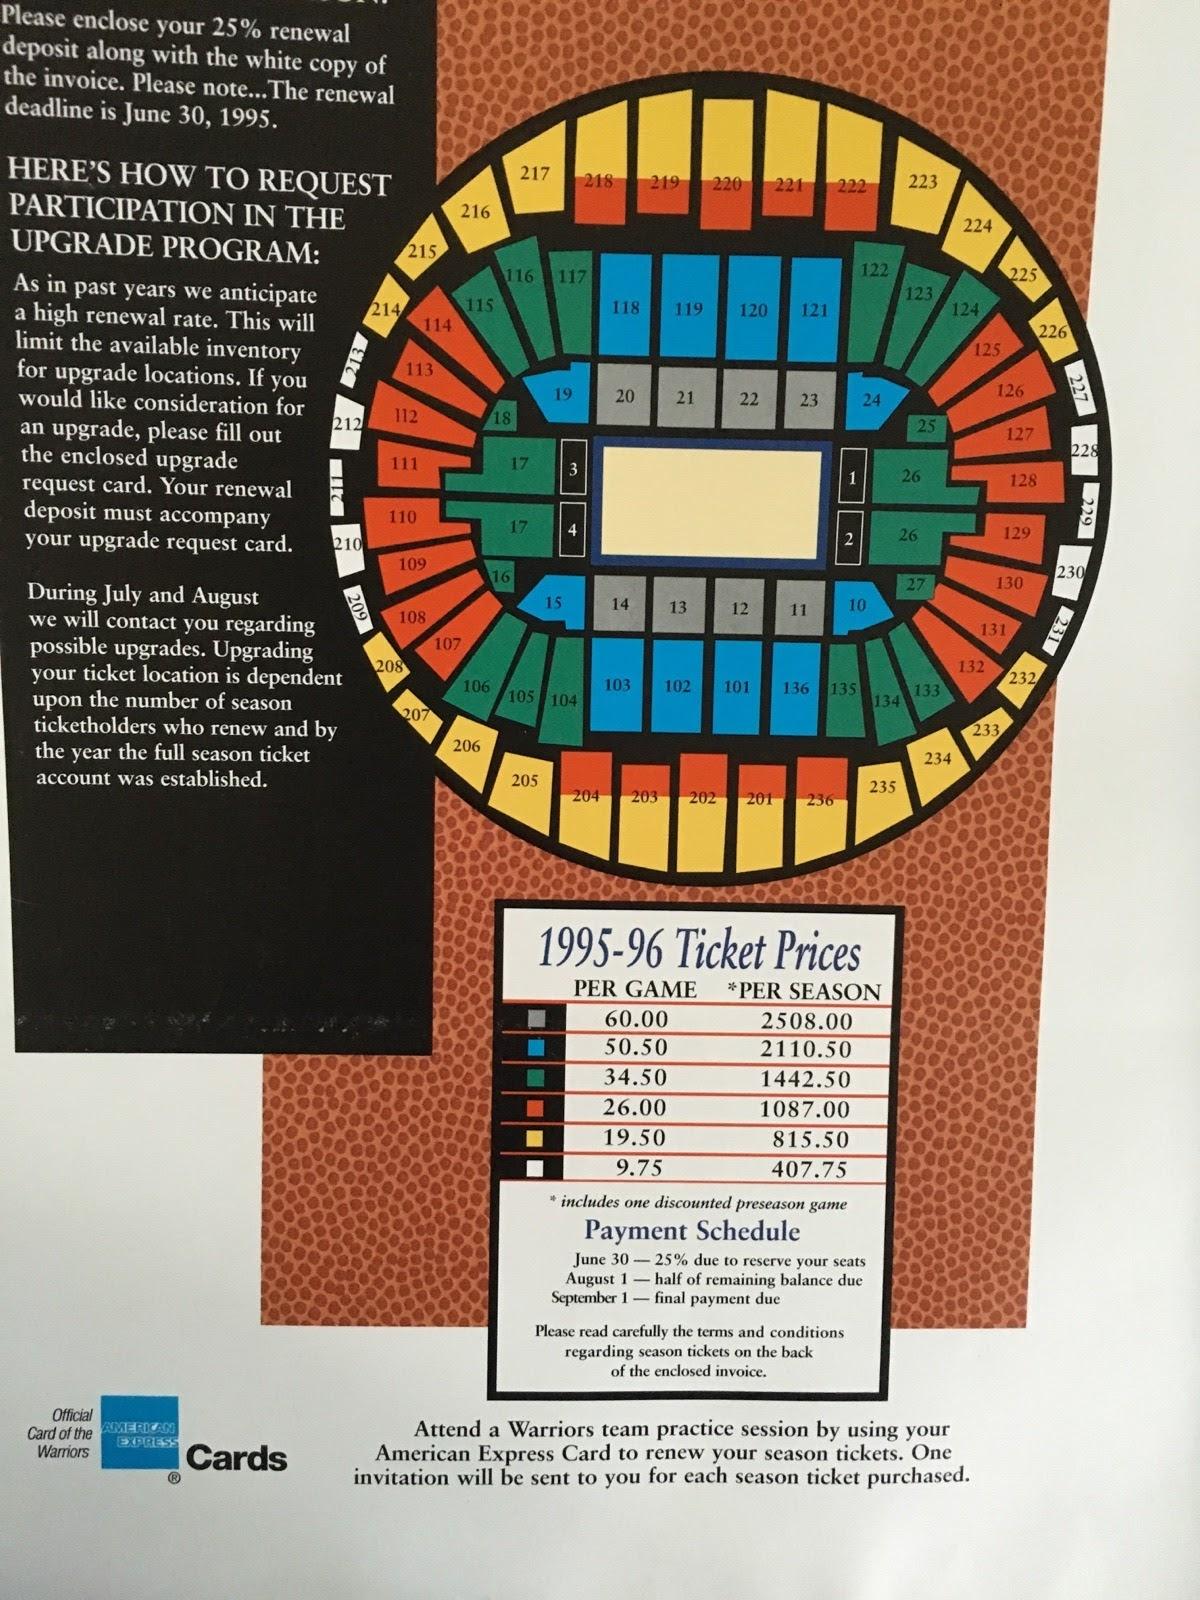 Please enclose your 25% renewal
deposit along with the white copy of
the invoice. Please note...The renewal
deadline is June 30, 1995.
HERE'S HOW TO REQUEST
PARTICIPATION IN THE
UPGRADE PROGRAM:
As in past years we anticipate
a high renewal rate. This will
limit the available inventory
for upgrade locations. If you
would like consideration for
an upgrade, please fill out
the enclosed upgrade
request card. Your renewal
deposit must accompany
your upgrade request card.
During July and August
we will contact you regarding
possible upgrades. Upgrading
your ticket location is dependent
upon the number of season
ticketholders who renew and by
the year the full season ticket
account was established.
217 218 219 220 221 222 223
216 224
215 225
214 226
213 227
212 228
211 229
210 230
209 231
208 232
207 233
206 234
205 204 203 202 201 236 235
116 117 118 119 120 121 122 123
115 124
114 125
113 126
112 127
111 128
110 129
109 130
108 131
107 132
106 105 104 103 102 101 136 135 134 133
19 20 21 22 23 24
18 25
17 3 1 26
17 4 2 26
16 27
15 14 13 12 11 10
1995-96 Ticket Prices
PER GAME *PER SEASON
60.00 2508.00
50.50 2110.50
34.50 1442.50
26.00 1087.00
19.50 815.50
9.75 407.75
* includes one discounted preseason game
Payment Schedule
June 30 — 25% due to reserve your seats
August 1 — half of remaining balance due
September 1 — final payment due
Please read carefully the terms and conditions
regarding season tickets on the back
of the enclosed invoice.
Official
Card of the
Warriors
AMERICAN
EXPRESS
® Cards
Attend a Warriors team practice session by using your
American Express Card to renew your season tickets. One
invitation will be sent to you for each season ticket purchased.